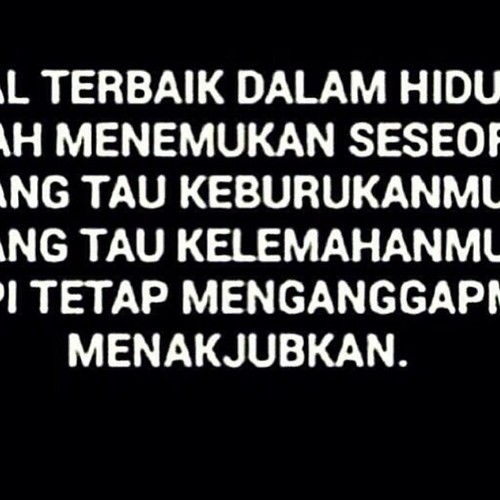 AL TERBAIK DALAM HIDU
AH MENEMUKAN SESEOR
ANG TAU KEBURUKANMU
ANG TAU KELEMAHANMU
PI TETAP MENGANGGAPM
MENAKJUBKAN.